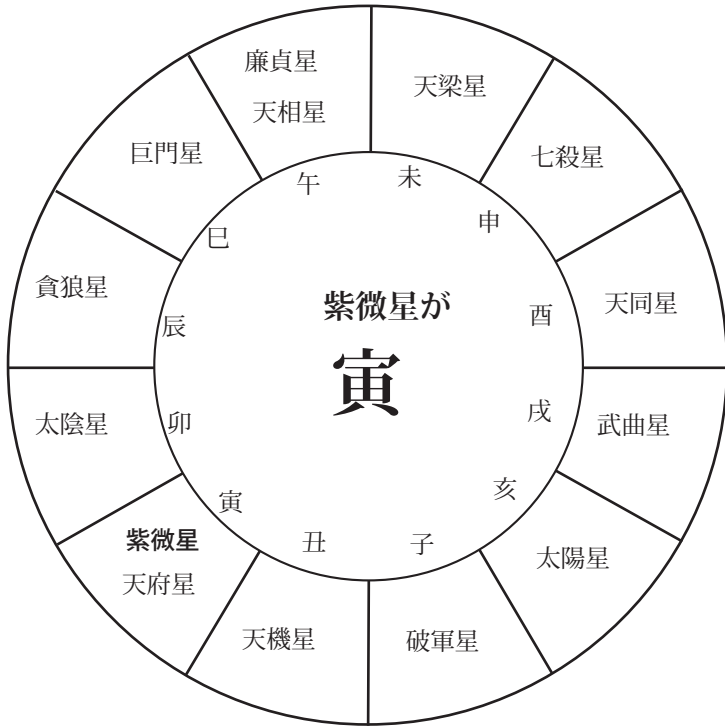 廉貞星
天相星
天梁星
七殺星
天同星
武曲星
太陽星
破軍星
天機星
紫微星
天府星
太陰星
貪狼星
巨門星
午
未
申
酉
戌
亥
子
丑
寅
卯
辰
巳
紫微星が
寅